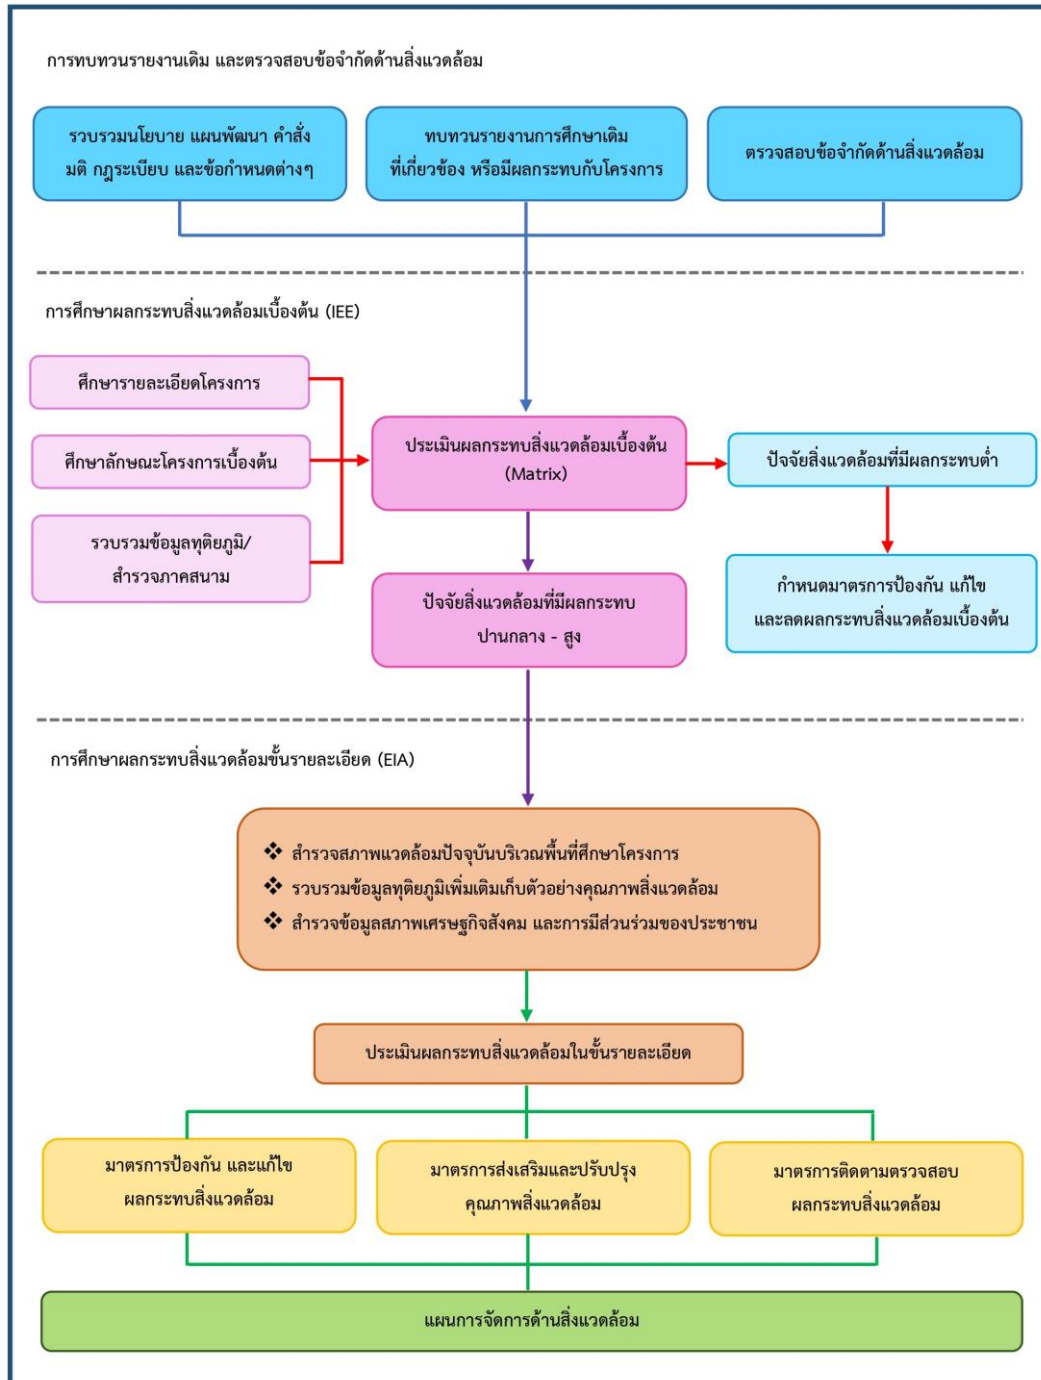 การทบทวนรายงานเดิม และตรวจสอบข้อจำกัดด้านสิ่งแวดล้อม
รวบรวมนโยบาย แผนพัฒนา คำสั่ง
มติ กฎระเบียบ และข้อกำหนดต่างๆ
ทบทวนรายงานการศึกษาเดิม
ที่เกี่ยวข้อง หรือมีผลกระทบกับโครงการ
ตรวจสอบข้อจำกัดด้านสิ่งแวดล้อม
การศึกษาผลกระทบสิ่งแวดล้อมเบื้องต้น (IEE)
ศึกษารายละเอียดโครงการ
ศึกษาลักษณะโครงการเบื้องต้น
รวบรวมข้อมูลทุติยภูมิ/
สำรวจภาคสนาม
ประเมินผลกระทบสิ่งแวดล้อมเบื้องต้น
(Matrix)
ปัจจัยสิ่งแวดล้อมที่มีผลกระทบต่ำ
กำหนดมาตรการป้องกัน แก้ไข
และลดผลกระทบสิ่งแวดล้อมเบื้องต้น
ปัจจัยสิ่งแวดล้อมที่มีผลกระทบ
ปานกลาง - สูง
การศึกษาผลกระทบสิ่งแวดล้อมขั้นรายละเอียด (EIA)
❖ สำรวจสภาพแวดล้อมปัจจุบันบริเวณพื้นที่ศึกษาโครงการ
❖ รวบรวมข้อมูลทุติยภูมิเพิ่มเติมเก็บตัวอย่างคุณภาพสิ่งแวดล้อม
❖ สำรวจข้อมูลสภาพเศรษฐกิจสังคม และการมีส่วนร่วมของประชาชน
ประเมินผลกระทบสิ่งแวดล้อมในขั้นรายละเอียด
มาตรการป้องกัน และแก้ไข
ผลกระทบสิ่งแวดล้อม
มาตรการส่งเสริมและปรับปรุง
คุณภาพสิ่งแวดล้อม
มาตรการติดตามตรวจสอบ
ผลกระทบสิ่งแวดล้อม
แผนการจัดการด้านสิ่งแวดล้อม